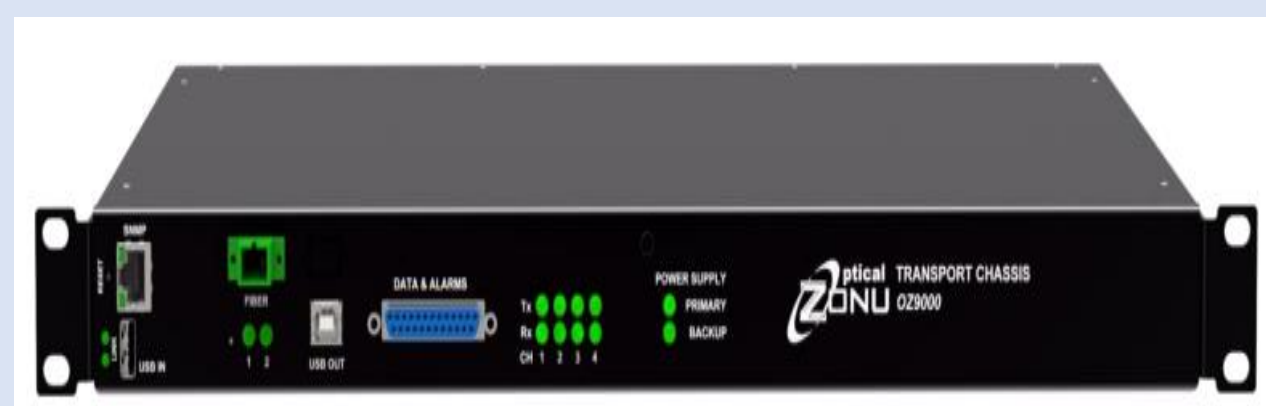 SNMP
RESET
LINK
USB IN
FIBER
1 2
USB OUT
DATA & ALARMS
Tx
Rx
CH 1 2 3 4
POWER SUPPLY
PRIMARY
BACKUP
Optical
ZONU
TRANSPORT CHASSIS
OZ9000